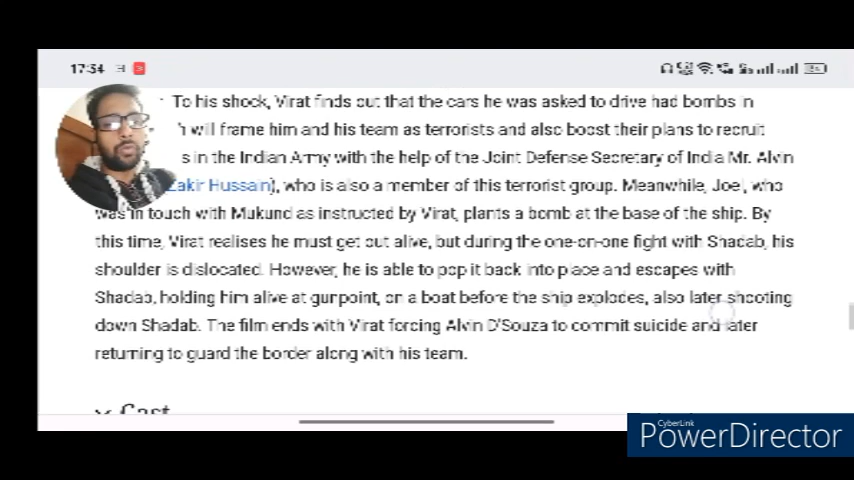 17:54
To his shock, Virat finds out that the cars he was asked to drive had bombs in
will frame him and his team as terrorists and also boost their plans to recruit
s in the Indian Army with the help of the Joint Defense Secretary of India Mr. Alvin
Zakir Hussain), who is also a member of this terrorist group. Meanwhile, Joel, who
was in touch with Mukund as instructed by Virat, plants a bomb at the base of the ship. By
this time, Virat realises he must get out alive, but during the one-on-one fight with Shadab, his
shoulder is dislocated. However, he is able to pop it back into place and escapes with
Shadab, holding him alive at gunpoint, on a boat before the ship explodes, also later shooting
down Shadab. The film ends with Virat forcing Alvin D'Souza to commit suicide and later
returning to guard the border along with his team.
Cast
CyberLink
PowerDirector